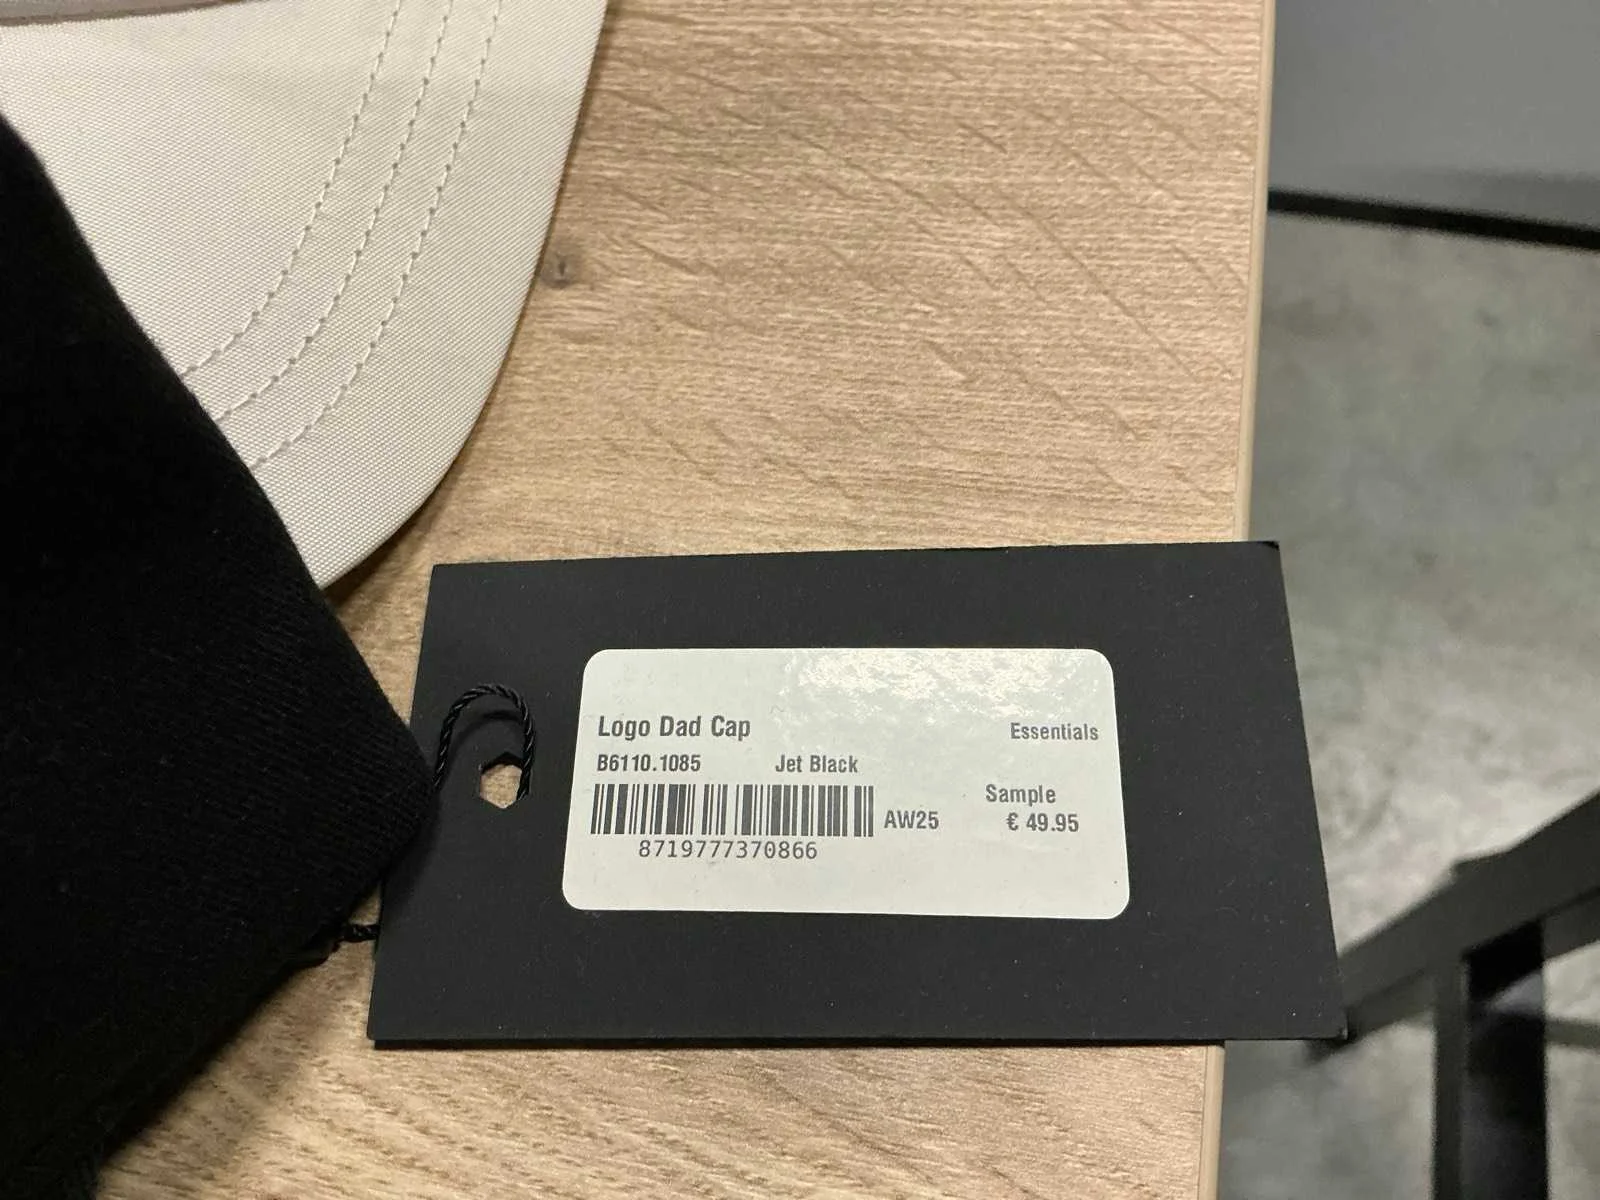 Logo Dad Cap Essentials
B6110.1085 Jet Black
Sample
AW25 € 49.95
8719777370866